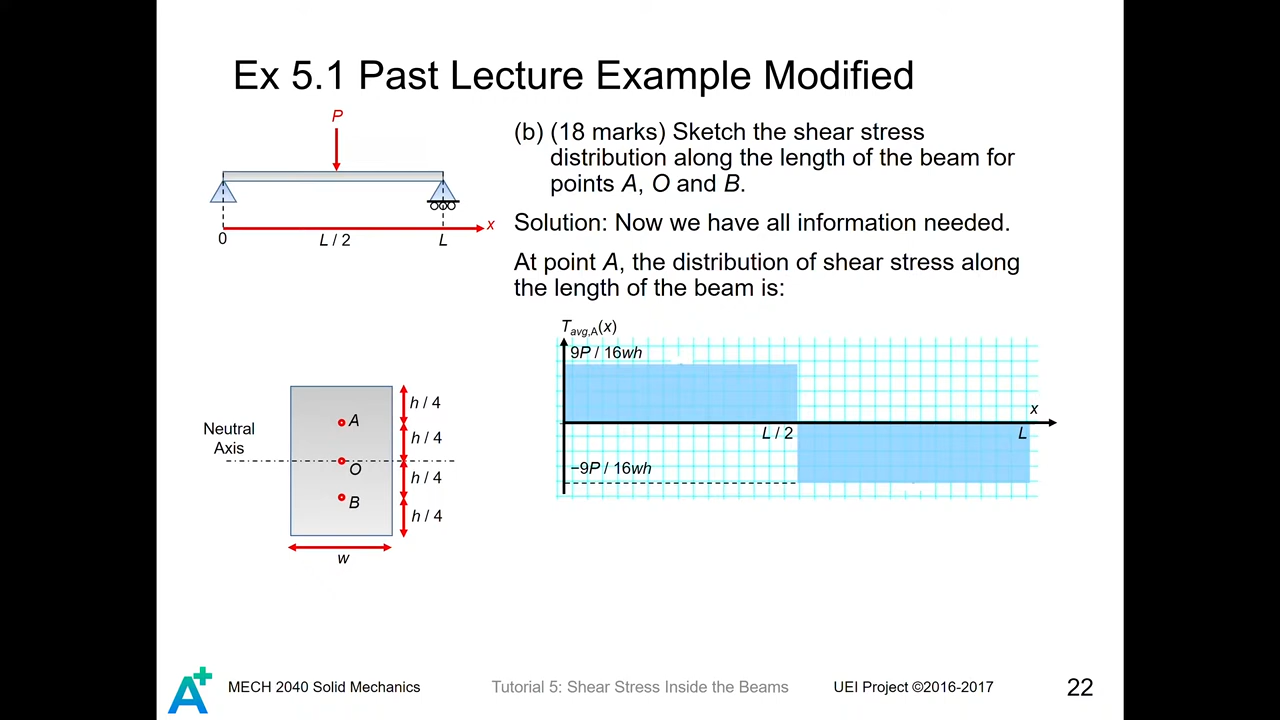 Ex 5.1 Past Lecture Example Modified
P
x
0
L / 2
L
(b) (18 marks) Sketch the shear stress
distribution along the length of the beam for
points A, O and B.
Solution: Now we have all information needed.
At point A, the distribution of shear stress along
the length of the beam is:
Neutral
Axis
A
O
B
h / 4
h / 4
h / 4
h / 4
w
Tavg,A(x)
9P / 16wh
x
L / 2
L
−9P / 16wh
A+
MECH 2040 Solid Mechanics
Tutorial 5: Shear Stress Inside the Beams
UEI Project ©2016-2017
22